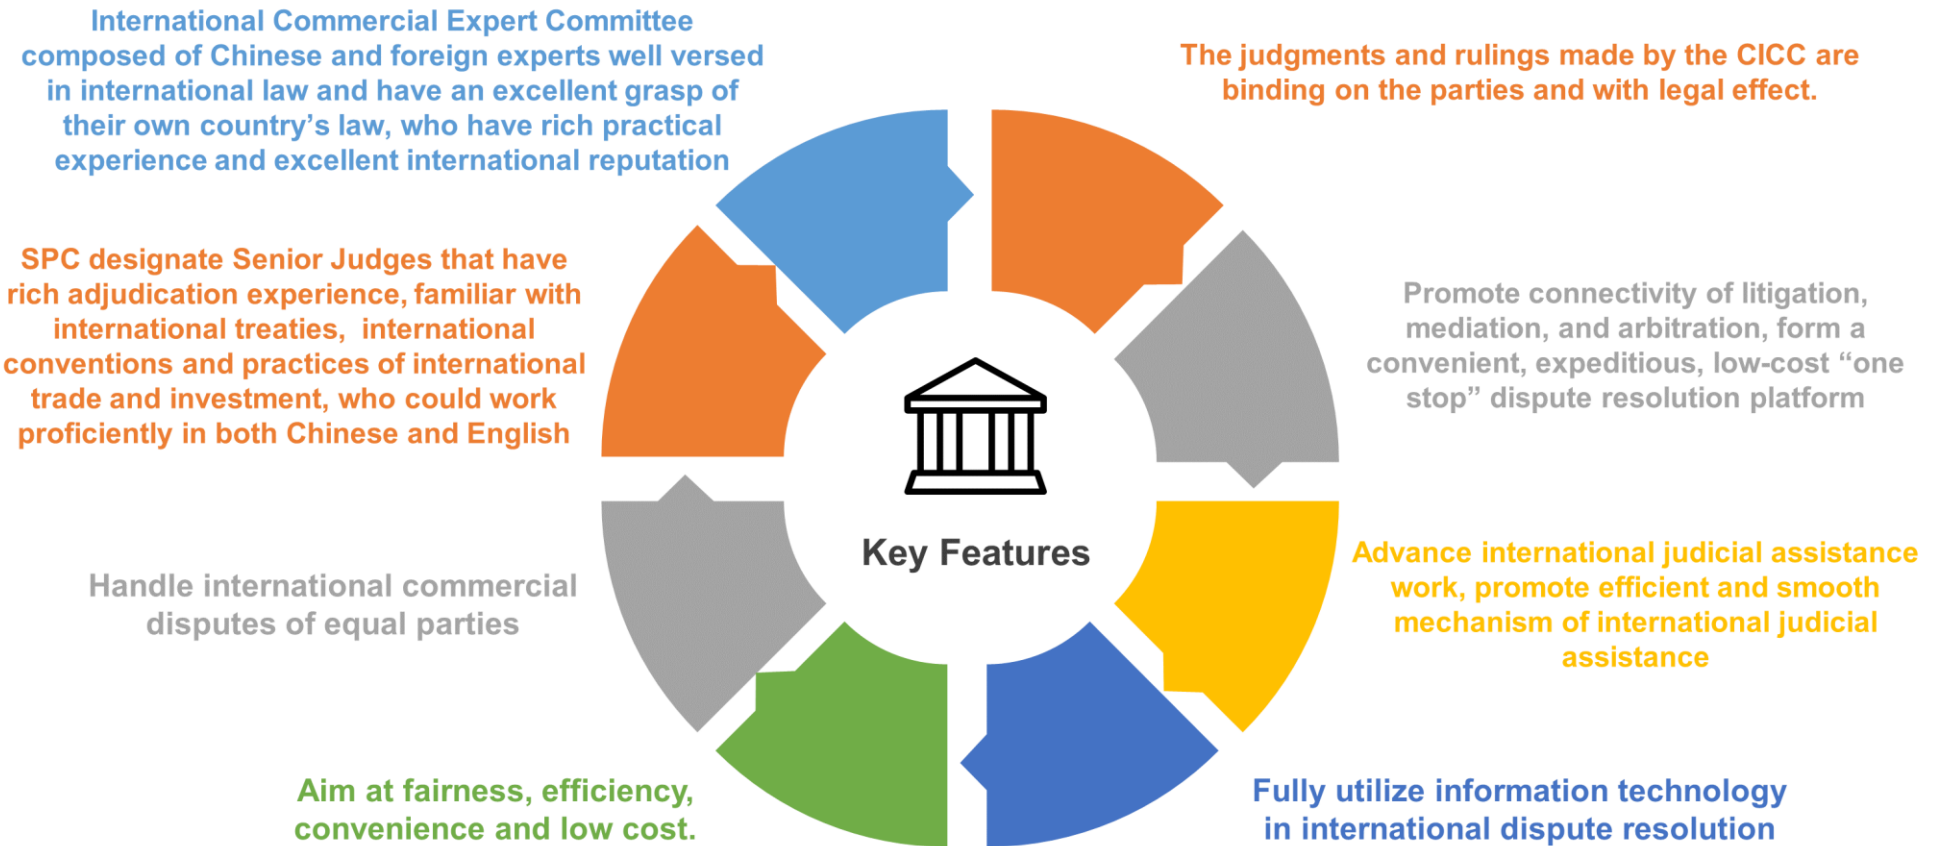 International Commercial Expert Committee
composed of Chinese and foreign experts well versed
in international law and have an excellent grasp of
their own country’s law, who have rich practical
experience and excellent international reputation
The judgments and rulings made by the CICC are
binding on the parties and with legal effect.
SPC designate Senior Judges that have
rich adjudication experience, familiar with
international treaties, international
conventions and practices of international
trade and investment, who could work
proficiently in both Chinese and English
Promote connectivity of litigation,
mediation, and arbitration, form a
convenient, expeditious, low-cost “one
stop” dispute resolution platform
Key Features
Handle international commercial
disputes of equal parties
Advance international judicial assistance
work, promote efficient and smooth
mechanism of international judicial
assistance
Aim at fairness, efficiency,
convenience and low cost.
Fully utilize information technology
in international dispute resolution